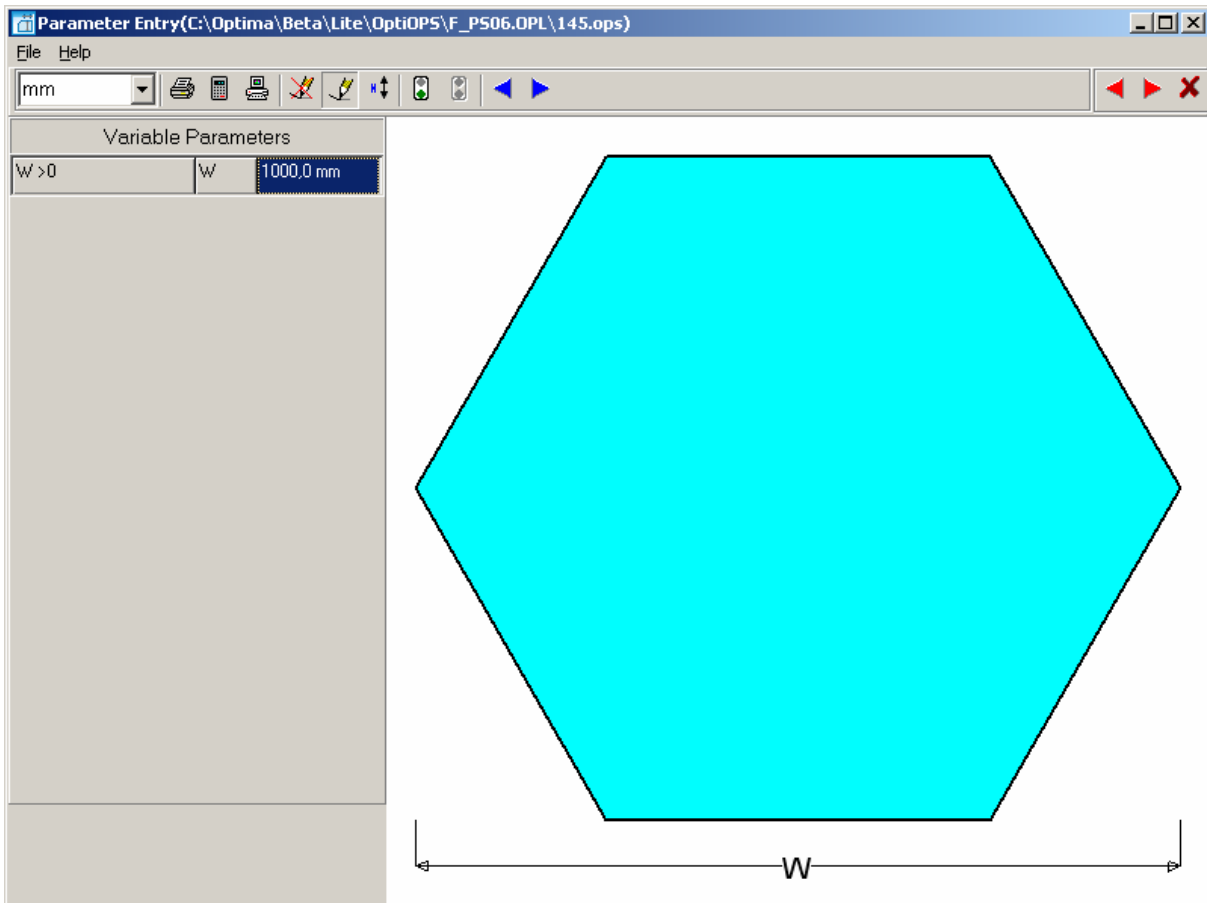 Parameter Entry(C:\Optima\Beta\Lite\OptiOPS\F_PS06.OPL\145.ops)
File Help
mm
Variable Parameters
W >0 W 1000,0 mm
W